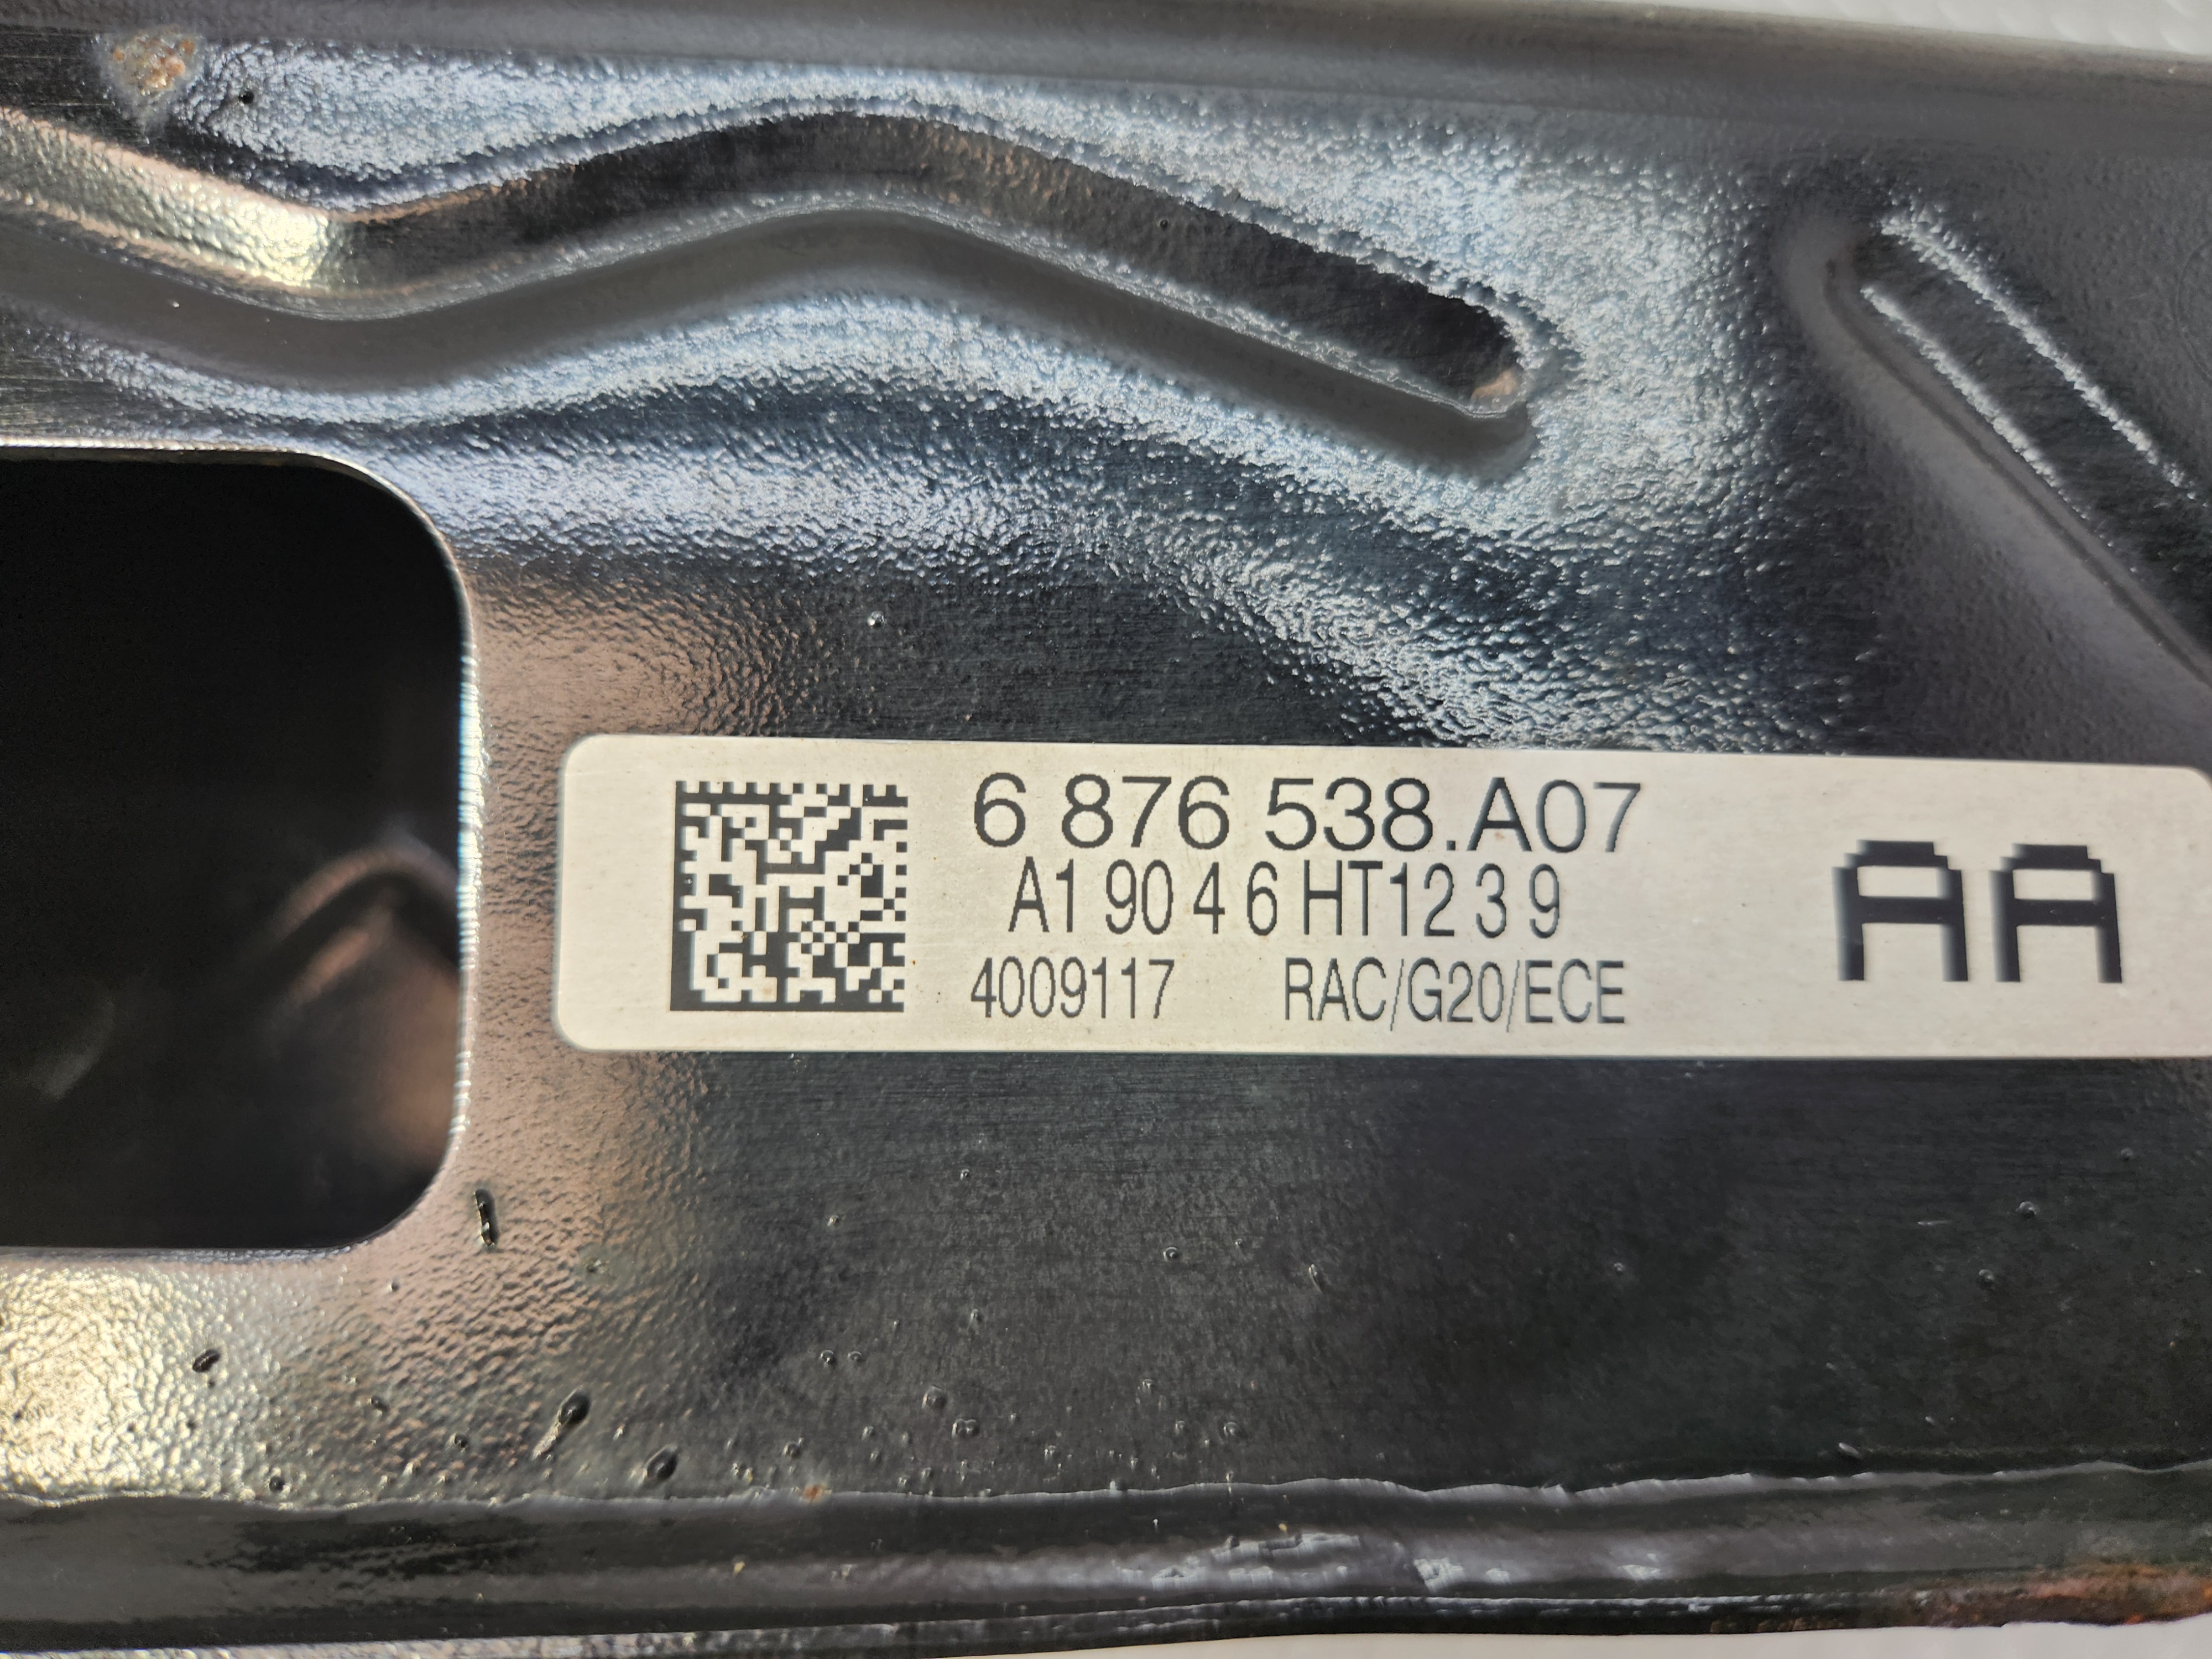 6 876 538.A07
A1 90 4 6 HT12 3 9
4009117 RAC/G20/ECE
AA